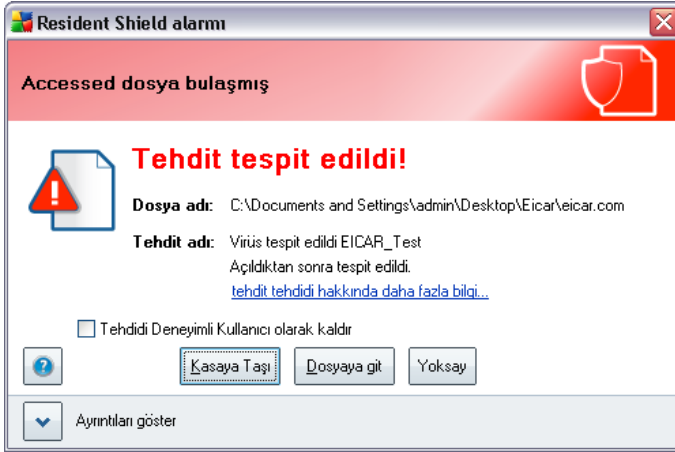 Resident Shield alarmı
Accessed dosya bulaşmış
Tehdit tespit edildi!
Dosya adı: C:\Documents and Settings\admin\Desktop\Eicar\eicar.com
Tehdit adı: Virüs tespit edildi EICAR_Test
Açıldıktan sonra tespit edildi.
tehdit tehdidi hakkında daha fazla bilgi...
Tehdidi Deneyimli Kullanıcı olarak kaldır
? Kasaya Taşı Dosyaya git Yoksay
Ayrıntıları göster